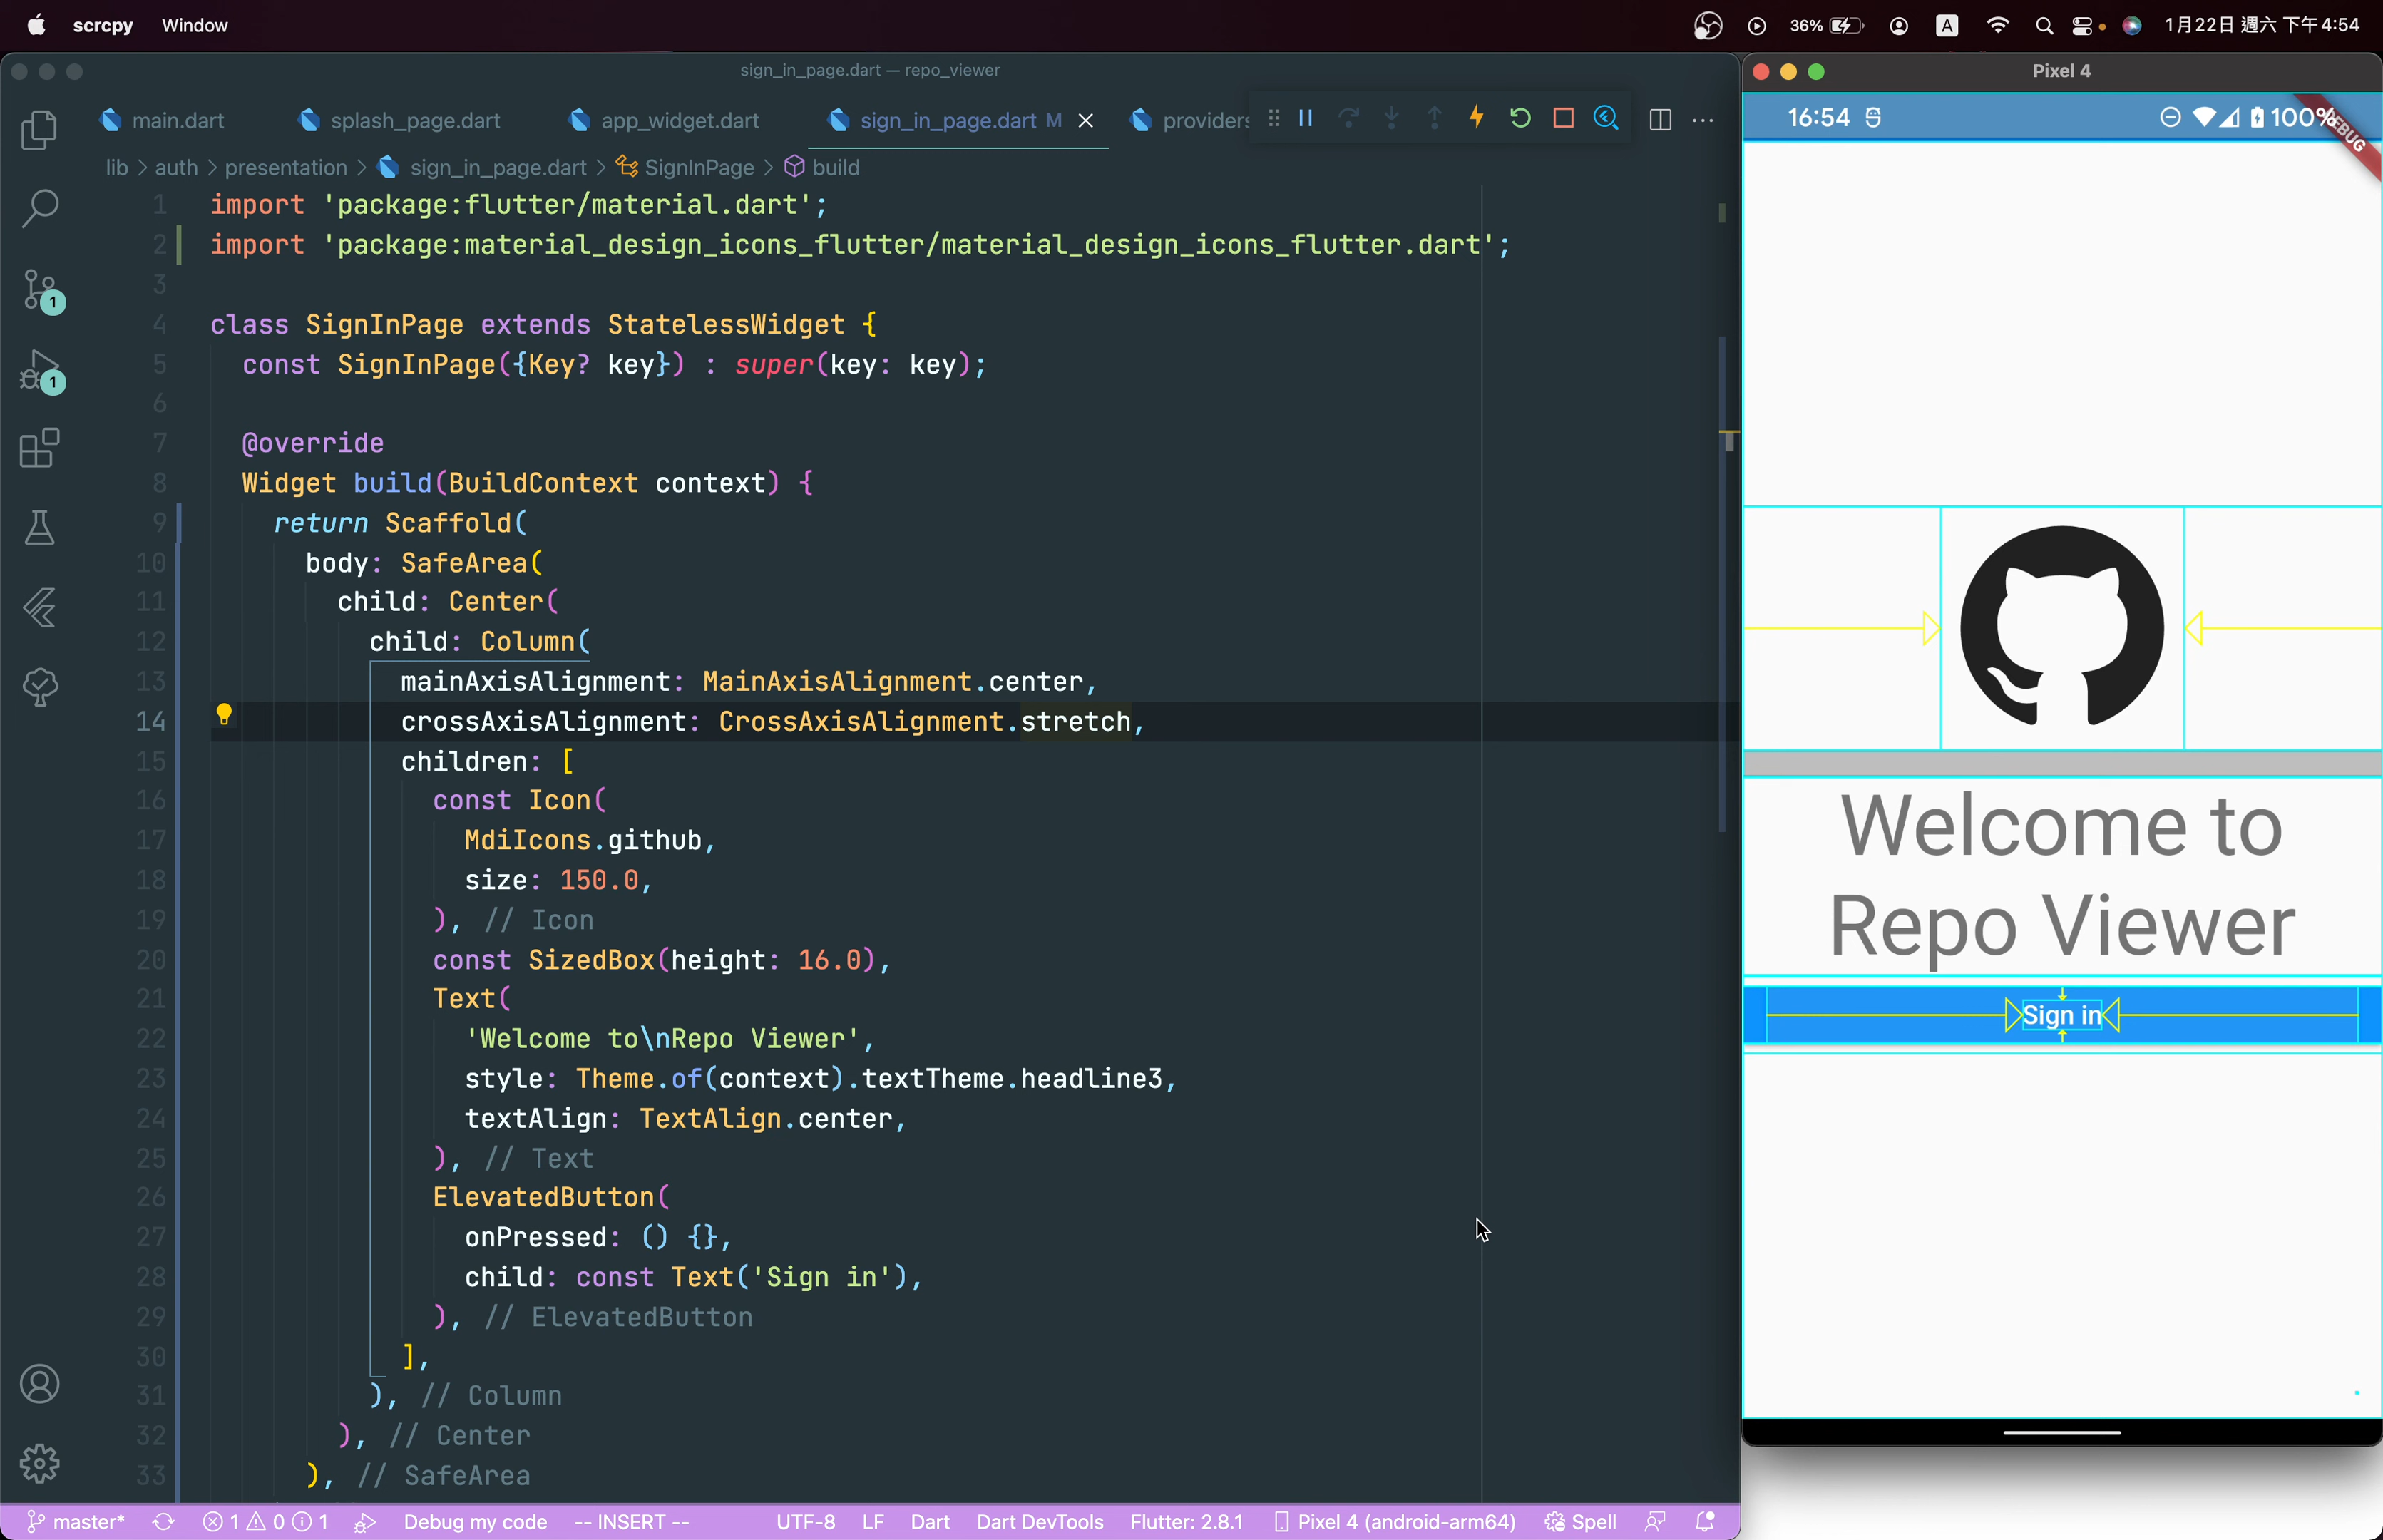 scrcpy Window
36%
A
1月22日 週六 下午4:54
sign_in_page.dart — repo_viewer
main.dart
splash_page.dart
app_widget.dart
sign_in_page.dart M
providers
lib > auth > presentation > sign_in_page.dart > SignInPage > build
1 import 'package:flutter/material.dart';
2 import 'package:material_design_icons_flutter/material_design_icons_flutter.dart';
3
4 class SignInPage extends StatelessWidget {
5 const SignInPage({Key? key}) : super(key: key);
6
7 @override
8 Widget build(BuildContext context) {
9 return Scaffold(
10 body: SafeArea(
11 child: Center(
12 child: Column(
13 mainAxisAlignment: MainAxisAlignment.center,
14 crossAxisAlignment: CrossAxisAlignment.stretch,
15 children: [
16 const Icon(
17 MdiIcons.github,
18 size: 150.0,
19 ), // Icon
20 const SizedBox(height: 16.0),
21 Text(
22 'Welcome to\nRepo Viewer',
23 style: Theme.of(context).textTheme.headline3,
24 textAlign: TextAlign.center,
25 ), // Text
26 ElevatedButton(
27 onPressed: () {},
28 child: const Text('Sign in'),
29 ), // ElevatedButton
30 ],
31 ), // Column
32 ), // Center
33 ), // SafeArea
1
1
master* 1 0 1 Debug my code -- INSERT -- UTF-8 LF Dart Dart DevTools Flutter: 2.8.1 Pixel 4 (android-arm64) Spell
Pixel 4
16:54
100%
Welcome to
Repo Viewer
Sign in